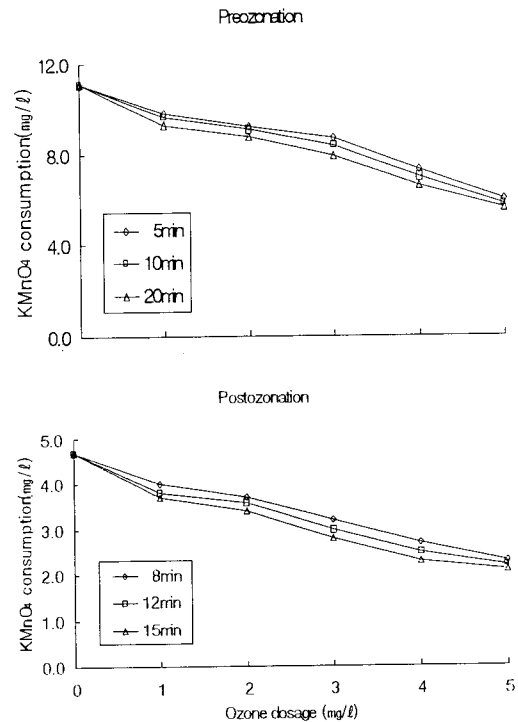 Preozonation
12.0
8.0
4.0
0.0
KMnO4 consumption(mg/ℓ)
5min
10min
20min
Postozonation
5.0
4.0
3.0
2.0
1.0
0.0
KMnO4 consumption(mg/ℓ)
8min
12min
15min
0 1 2 3 4 5
Ozone dosage (mg/ℓ)